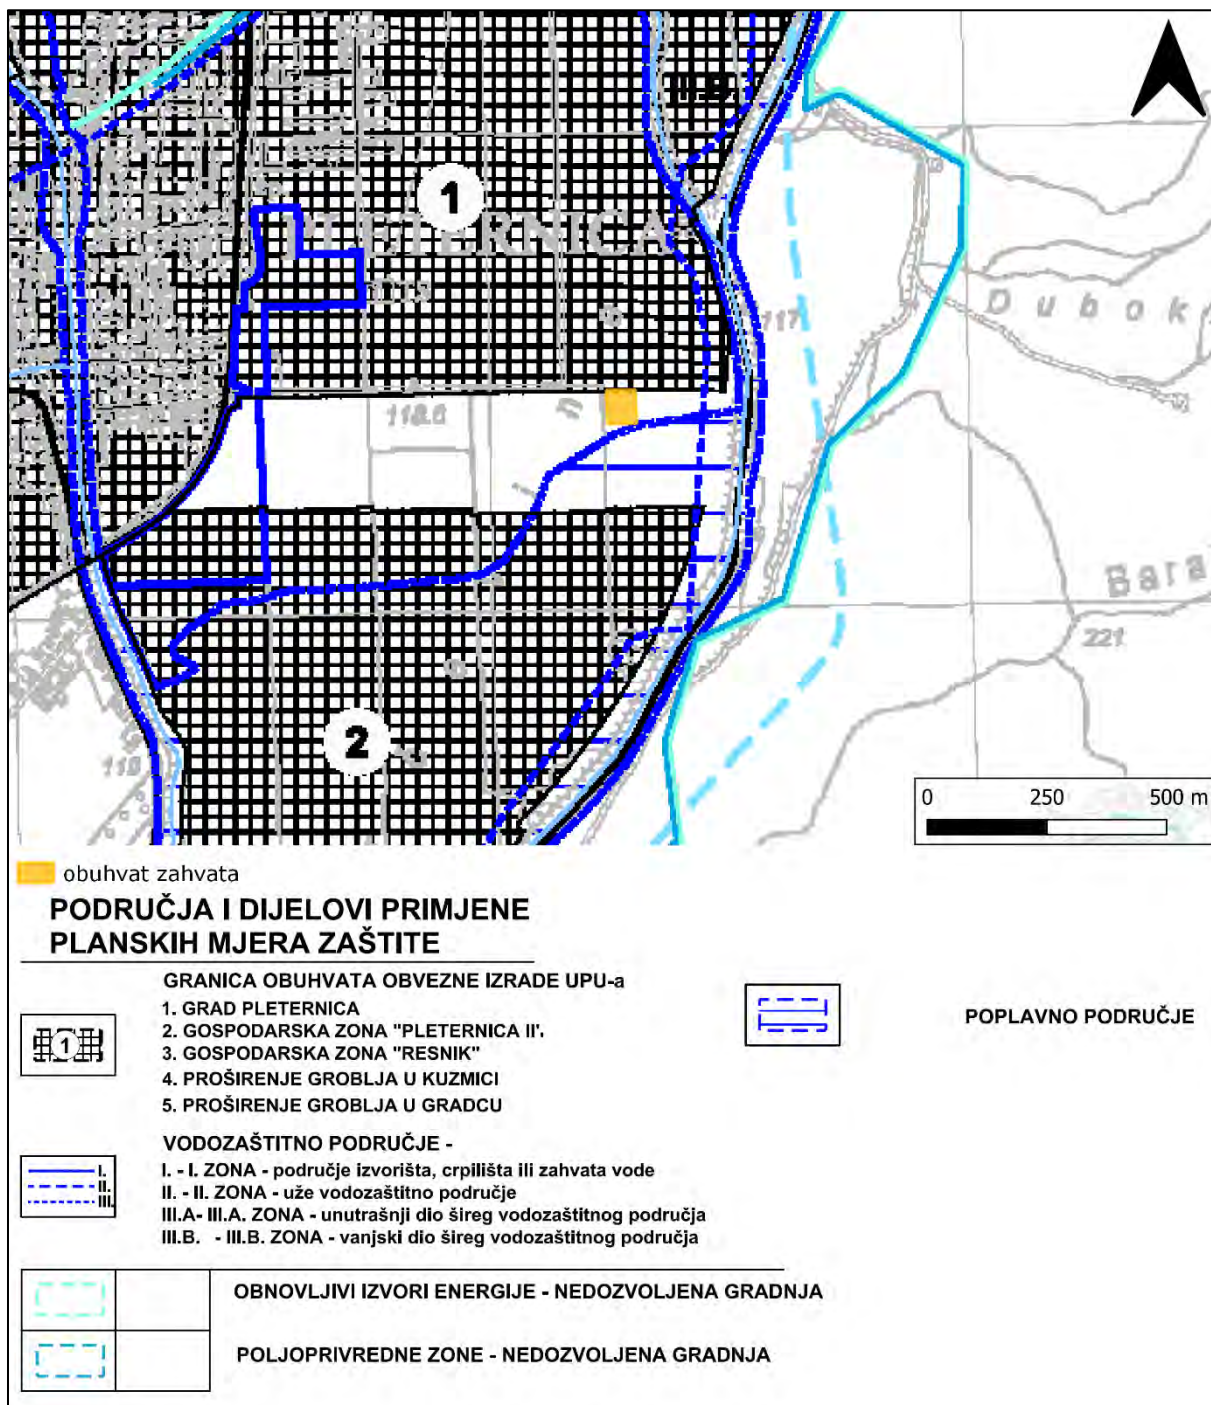 III.B.
1
PLETERNICA
117
Dubok
118.6
Bara
221
2
118
0 250 500 m
obuhvat zahvata
PODRUČJA I DIJELOVI PRIMJENE
PLANSKIH MJERA ZAŠTITE
GRANICA OBUHVATA OBVEZNE IZRADE UPU-a
1
1. GRAD PLETERNICA
2. GOSPODARSKA ZONA "PLETERNICA II'.
3. GOSPODARSKA ZONA "RESNIK"
4. PROŠIRENJE GROBLJA U KUZMICI
5. PROŠIRENJE GROBLJA U GRADCU
POPLAVNO PODRUČJE
VODOZAŠTITNO PODRUČJE -
I.
II.
III.
I. - I. ZONA - područje izvorišta, crpilišta ili zahvata vode
II. - II. ZONA - uže vodozaštitno područje
III.A- III.A. ZONA - unutrašnji dio šireg vodozaštitnog područja
III.B. - III.B. ZONA - vanjski dio šireg vodozaštitnog područja
OBNOVLJIVI IZVORI ENERGIJE - NEDOZVOLJENA GRADNJA
POLJOPRIVREDNE ZONE - NEDOZVOLJENA GRADNJA